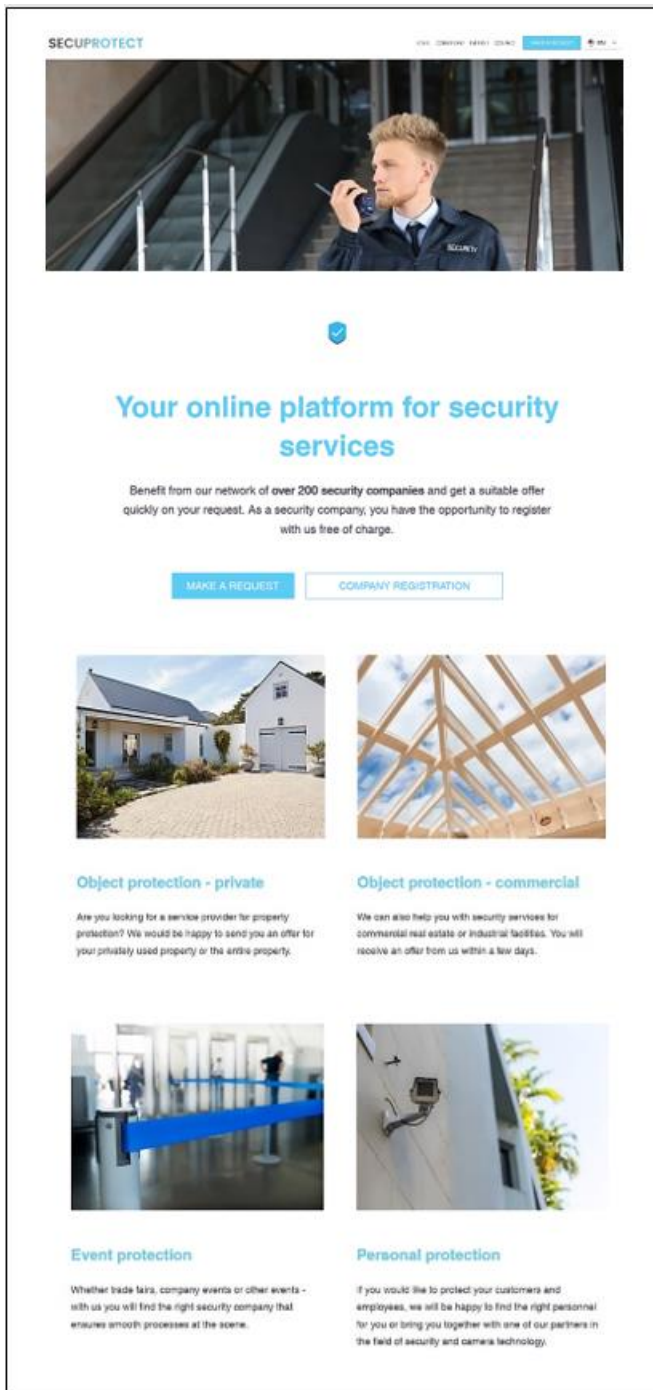 SECUPROTECT
SECURITY
Your online platform for security
services
Benefit from our network of over 200 security companies and get a suitable offer
quickly on your request. As a security company, you have the opportunity to register
with us free of charge.
MAKE A REQUEST
COMPANY REGISTRATION
Object protection - private
Are you looking for a service provider for property
protection? We would be happy to send you an offer for
your privately used property or the entire property.
Object protection - commercial
We can also help you with security services for
commercial real estate or industrial facilities. You will
receive an offer from us within a few days.
Event protection
Whether trade fairs, company events or other events -
with us you will find the right security company that
ensures smooth processes at the scene.
Personal protection
If you would like to protect your customers and
employees, we will be happy to find the right personnel
for you or bring you together with one of our partners in
the field of security and camera technology.